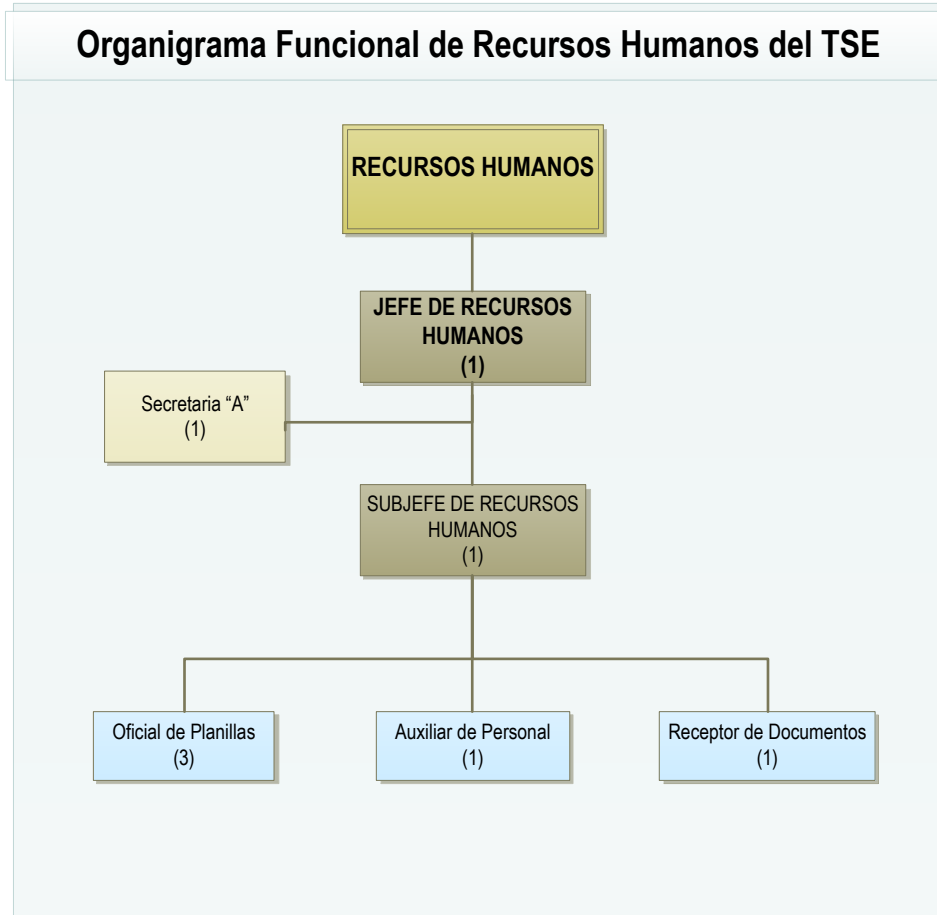 Organigrama Funcional de Recursos Humanos del TSE
RECURSOS HUMANOS
JEFE DE RECURSOS
HUMANOS
(1)
Secretaria “A”
(1)
SUBJEFE DE RECURSOS
HUMANOS
(1)
Oficial de Planillas
(3)
Auxiliar de Personal
(1)
Receptor de Documentos
(1)